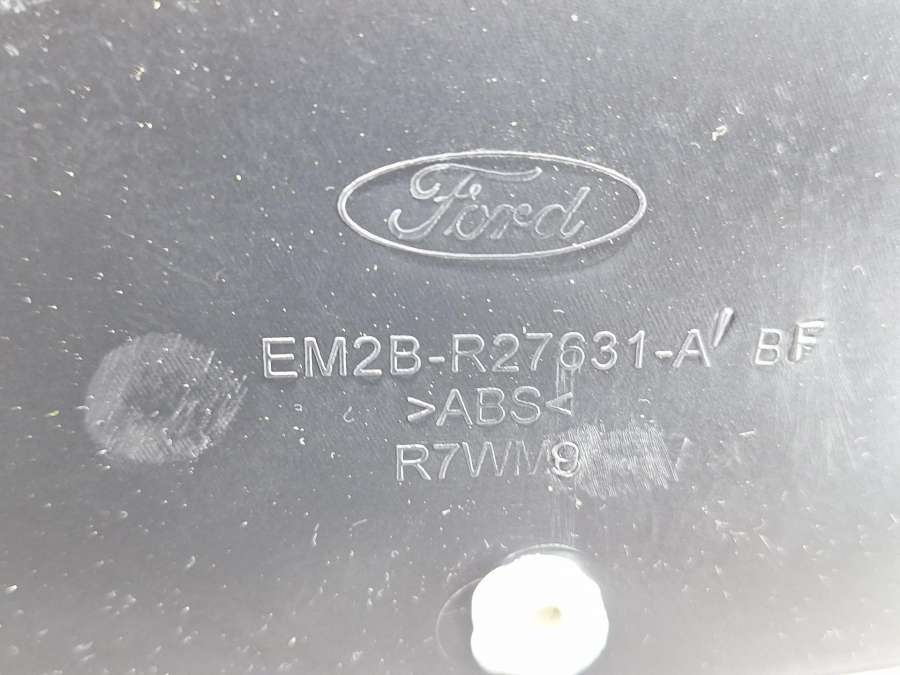 Ford
EM2B-R27631-A BF
>ABS<
R7WM9